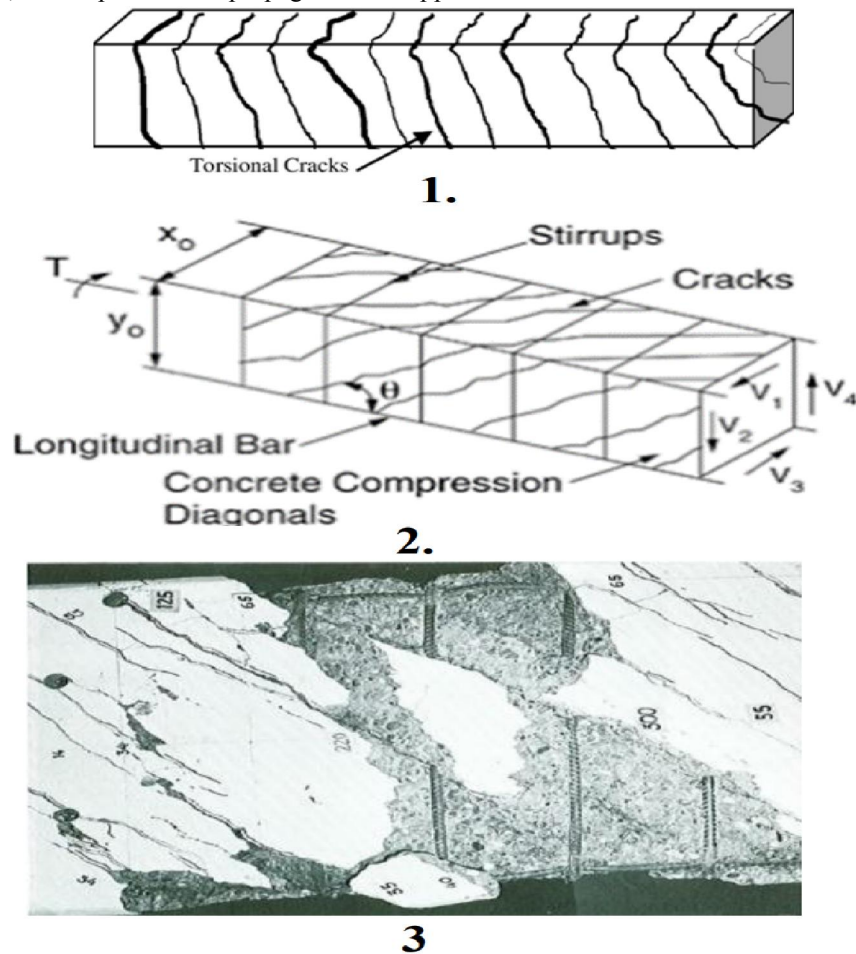 Torsional Cracks
1.
X₀
Stirrups
T
Cracks
y₀
θ
V₁
V₄
V₂
Longitudinal Bar
V₃
Concrete Compression
Diagonals
2.
125
65
65
220
500
55
54
55
3